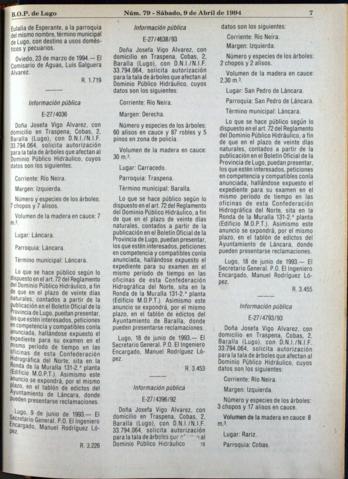 B.O.P. de Lugo
Núm. 79 - Sábado, 9 de Abril de 1994
7
Eulalia de Esperante, a la parroquia
del mismo nombre, término municipal
de Lugo, con destino a usos domés-
ticos y pecuarios.
Oviedo, 23 de marzo de 1994.— El
Comisario de Aguas, Luis Galguera
Alvarez.
R. 1.719
Información pública
E-27/4036
Doña Josefa Vigo Alvarez, con
domicilio en Traspena, Cobas, 2,
Baralla (Lugo), con D.N.I./N.I.F.
33.794.064, solicita autorización
para la tala de árboles que afectan al
Dominio Público Hidráulico, cuyos
datos son los siguientes:
Corriente: Río Neira.
Margen: Izquierda.
Número y especies de los árboles:
7 chopos y 7 alisos.
Volumen de la madera en cauce: 7
m³.
Lugar: Láncara.
Parroquia: Láncara.
Término municipal: Láncara.
Lo que se hace público según lo
dispuesto en el art. 72 del Reglamento
del Dominio Público Hidráulico, a fin
de que en el plazo de veinte días
naturales, contados a partir de la
publicación en el Boletín Oficial de la
Provincia de Lugo, puedan presentar,
los que estén interesados, peticiones
en competencia y peticiones con la
anuncia, hallándose expuesto el
expediente para su examen en el
mismo período de tiempo en las
oficinas de esta Confederación
Hidrográfica del Norte, sita en la
Ronda de la Muralla 131-2.ª planta
(Edificio M.O.P.T.). Asimismo este
anuncio se expondrá, por el mismo
plazo, en el tablón de edictos del
Ayuntamiento de Láncara, donde
pueden presentarse reclamaciones.
Lugo, 9 de junio de 1993.— El
Secretario General. P.O. El Ingeniero
Encargado, Manuel Rodríguez Ló-
pez.
R. 3.226
Información pública
E-27/4638/93
Doña Josefa Vigo Alvarez, con
domicilio en Traspena, Cobas, 2,
Baralla (Lugo), con D.N.I./N.I.F.
33.794.064, solicita autorización
para la tala de árboles que afectan al
Dominio Público Hidráulico, cuyos
datos son los siguientes:
Corriente: Río Neira.
Margen: Derecha.
Número y especies de los árboles:
60 alisos en cauce y 87 robles y 5
pinos en zona de policía.
Volumen de la madera en cauce:
30 m³.
Lugar: Carracedo.
Parroquia: Traspena.
Término municipal: Baralla.
Lo que se hace público según lo
dispuesto en el art. 72 del Reglamento
del Dominio Público Hidráulico, a fin
de que en el plazo de veinte días
naturales, contados a partir de la
publicación en el Boletín Oficial de la
Provincia de Lugo, puedan presentar,
los que estén interesados, peticiones
en competencia y
anuncia, hallándose expuesto el
expediente para su examen en el
mismo período de tiempo en las
oficinas de esta Confederación
Hidrográfica del Norte, sita en la
Ronda de la Muralla 131-2.ª planta
(Edificio M.O.P.T.). Asimismo este
anuncio se expondrá, por el mismo
plazo, en el tablón de edictos del
Ayuntamiento de Baralla, donde
pueden presentarse reclamaciones.
Lugo, 18 de junio de 1993.— El
Secretario General. P.O. El Ingeniero
Encargado, Manuel Rodríguez Ló-
pez.
R. 3.453
Información pública
E-27/4396/92
Doña Josefa Vigo Alvarez, con
domicilio en Traspena, Cobas, 2,
Baralla (Lugo), con D.N.I./N.I.F.
33.794.064, solicita autorización
para la tala de árboles que al
Dominio Público Hidráulico
datos son los siguientes:
Corriente: Río Neira.
Margen: Izquierda.
Número y especies de los árboles:
2 chopos y 2 alisos.
Volumen de la madera en cauce:
2,30 m³.
Lugar: San Pedro de Láncara.
Parroquia: San Pedro de Láncara.
Término municipal: Láncara.
Lo que se hace público según lo
dispuesto en el art. 72 del Reglamento
del Dominio Público Hidráulico, a fin
de que en el plazo de veinte días
naturales, contados a partir de la
publicación en el Boletín Oficial de la
Provincia de Lugo, puedan presentar,
los que estén interesados, peticiones
en competencia y
anuncia, hallándose expuesto el
expediente para su examen en el
mismo período de tiempo en las
oficinas de esta Confederación
Hidrográfica del Norte, sita en la
Ronda de la Muralla 131-2.ª planta
(Edificio M.O.P.T.). Asimismo este
anuncio se expondrá, por el mismo
plazo, en el tablón de edictos del
Ayuntamiento de Láncara, donde
pueden presentarse reclamaciones.
Lugo, 18 de junio de 1993.— El
Secretario General. P.O. El Ingeniero
Encargado, Manuel Rodríguez Ló-
pez.
R. 3.455
Información pública
E-27/4793/93
Doña Josefa Vigo Alvarez, con
domicilio en Traspena, Cobas, 2,
Baralla (Lugo), con D.N.I./N.I.F.
33.794.064, solicita autorización
para la tala de árboles que afectan al
Dominio Público Hidráulico, cuyos
datos son los siguientes:
Corriente: Río Neira.
Margen: Izquierda.
Número y especies de los árboles:
3 chopos y 17 alisos en cauce.
Volumen de la madera en cauce: 8
m³.
Lugar: Rariz.
Parroquia: Cobas.